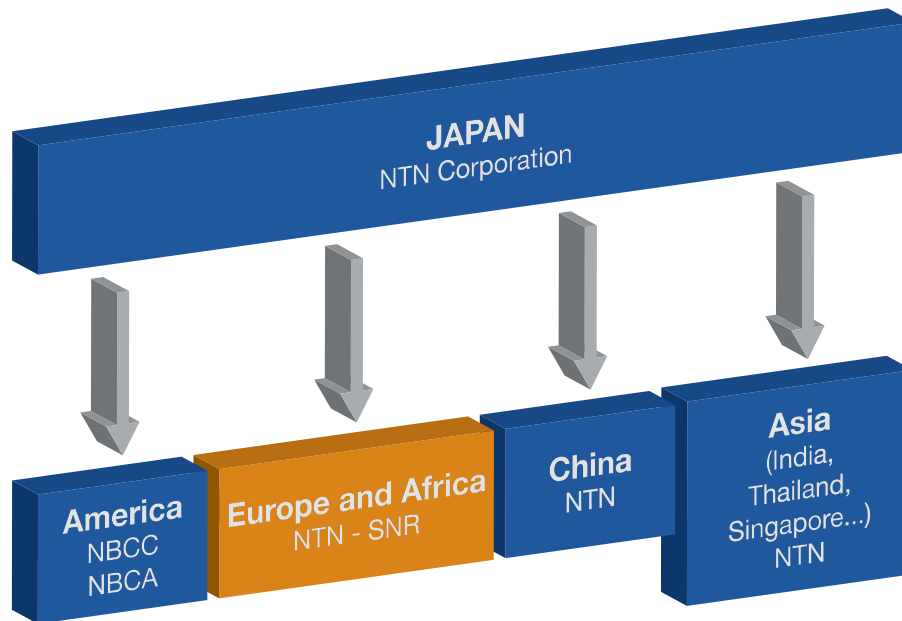 JAPAN
NTN Corporation
America
NBCC
NBCA
Europe and Africa
NTN - SNR
China
NTN
Asia
(India,
Thailand,
Singapore...)
NTN